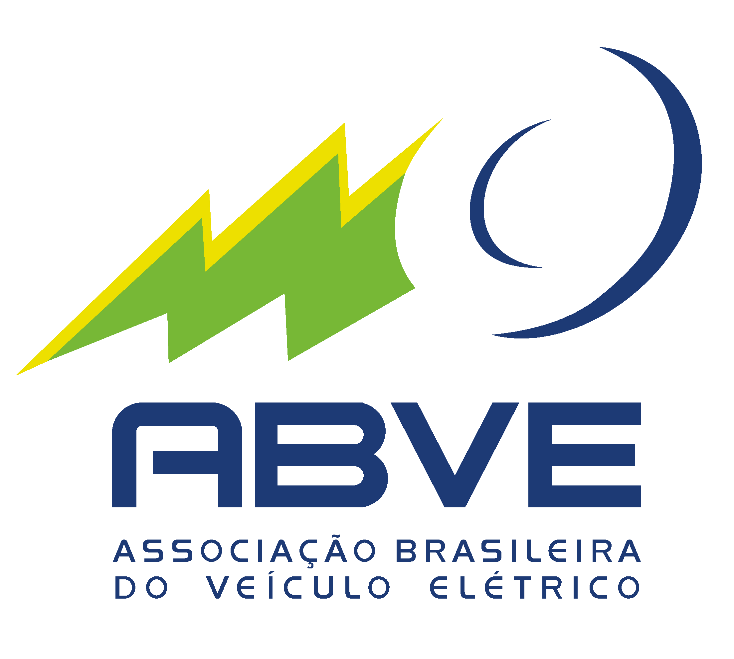 ABVE
ASSOCIAÇÃO BRASILEIRA
DO VEÍCULO ELÉTRICO